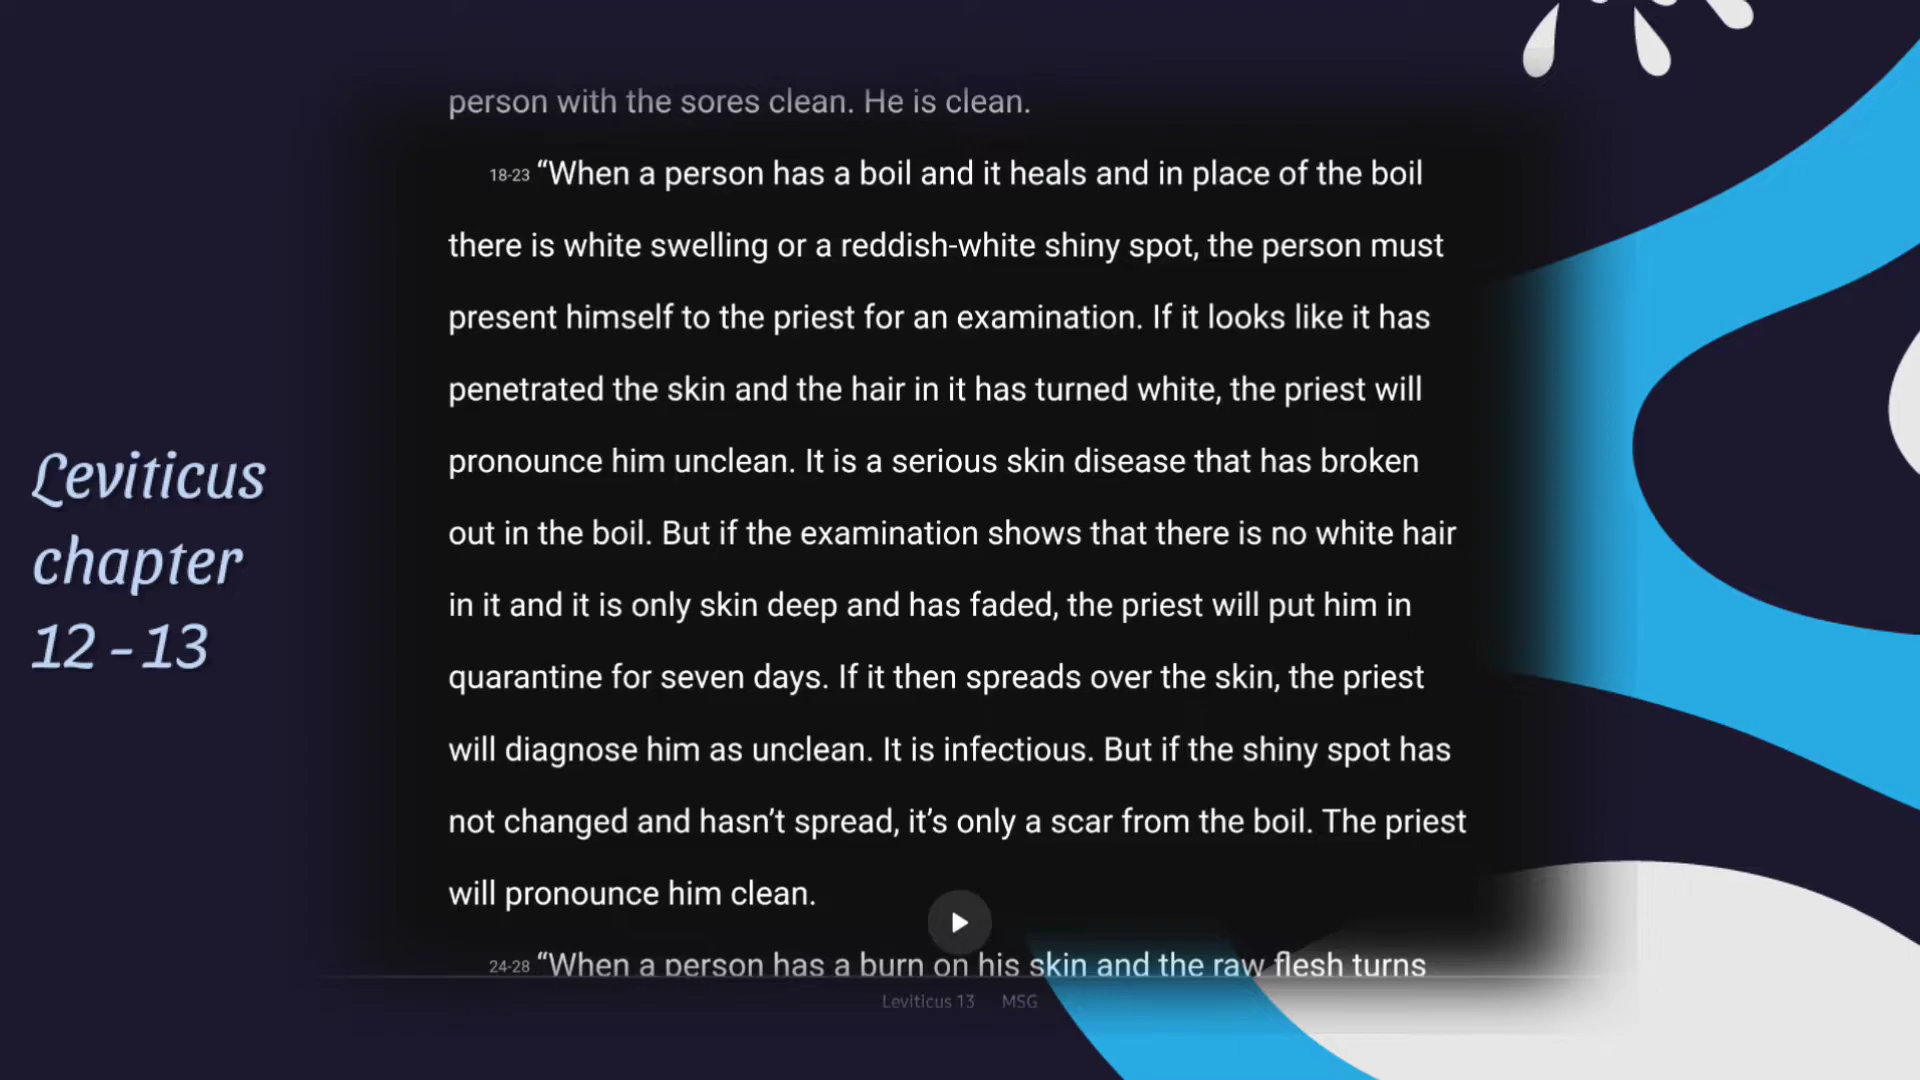 person with the sores clean. He is clean.
18-23 “When a person has a boil and it heals and in place of the boil
there is white swelling or a reddish-white shiny spot, the person must
present himself to the priest for an examination. If it looks like it has
penetrated the skin and the hair in it has turned white, the priest will
pronounce him unclean. It is a serious skin disease that has broken
out in the boil. But if the examination shows that there is no white hair
in it and it is only skin deep and has faded, the priest will put him in
quarantine for seven days. If it then spreads over the skin, the priest
will diagnose him as unclean. It is infectious. But if the shiny spot has
not changed and hasn’t spread, it’s only a scar from the boil. The priest
will pronounce him clean.
24-28 “When a person has a burn on his skin and the raw flesh turns
Leviticus 13 MSG
Leviticus
chapter
12 - 13